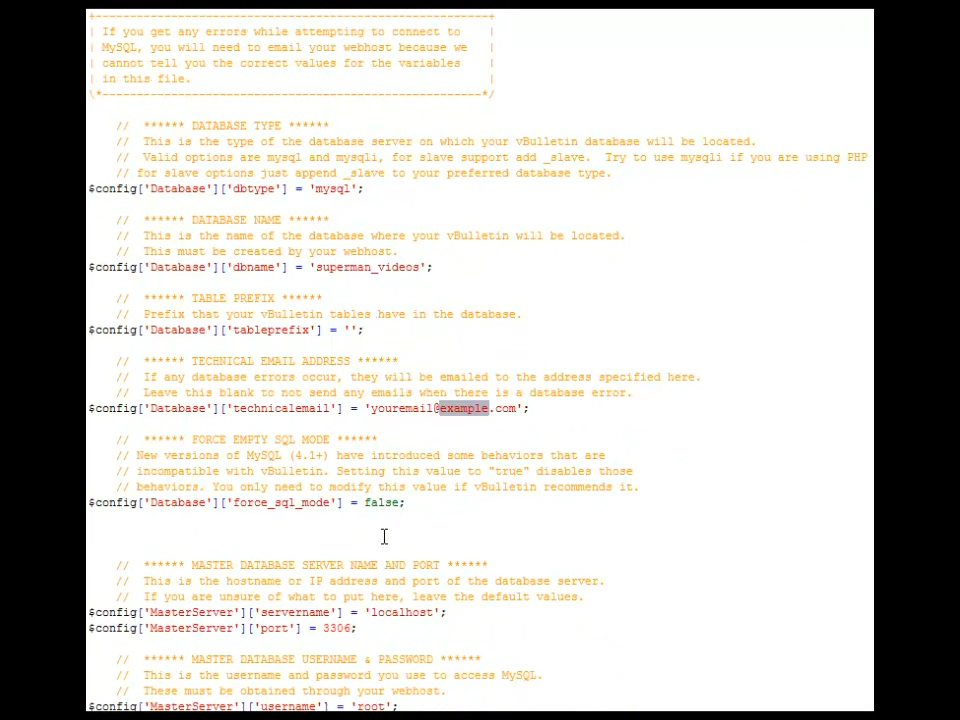 +--------------------------------------------------------+
| If you get any errors while attempting to connect to |
| MySQL, you will need to email your webhost because we |
| cannot tell you the correct values for the variables |
| in this file. |
\*-------------------------------------------------------*/
// ****** DATABASE TYPE ******
// This is the type of the database server on which your vBulletin database will be located.
// Valid options are mysql and mysqli, for slave support add _slave. Try to use mysqli if you are using PHP
// for slave options just append _slave to your preferred database type.
$config['Database']['dbtype'] = 'mysql';
// ****** DATABASE NAME ******
// This is the name of the database where your vBulletin will be located.
// This must be created by your webhost.
$config['Database']['dbname'] = 'superman_videos';
// ****** TABLE PREFIX ******
// Prefix that your vBulletin tables have in the database.
$config['Database']['tableprefix'] = '';
// ****** TECHNICAL EMAIL ADDRESS ******
// If any database errors occur, they will be emailed to the address specified here.
// Leave this blank to not send any emails when there is a database error.
$config['Database']['technicalemail'] = 'youremail@example.com';
// ****** FORCE EMPTY SQL MODE ******
// New versions of MySQL (4.1+) have introduced some behaviors that are
// incompatible with vBulletin. Setting this value to "true" disables those
// behaviors. You only need to modify this value if vBulletin recommends it.
$config['Database']['force_sql_mode'] = false;
// ****** MASTER DATABASE SERVER NAME AND PORT ******
// This is the hostname or IP address and port of the database server.
// If you are unsure of what to put here, leave the default values.
$config['MasterServer']['servername'] = 'localhost';
$config['MasterServer']['port'] = 3306;
// ****** MASTER DATABASE USERNAME & PASSWORD ******
// This is the username and password you use to access MySQL.
// These must be obtained through your webhost.
$config['MasterServer']['username'] = 'root';